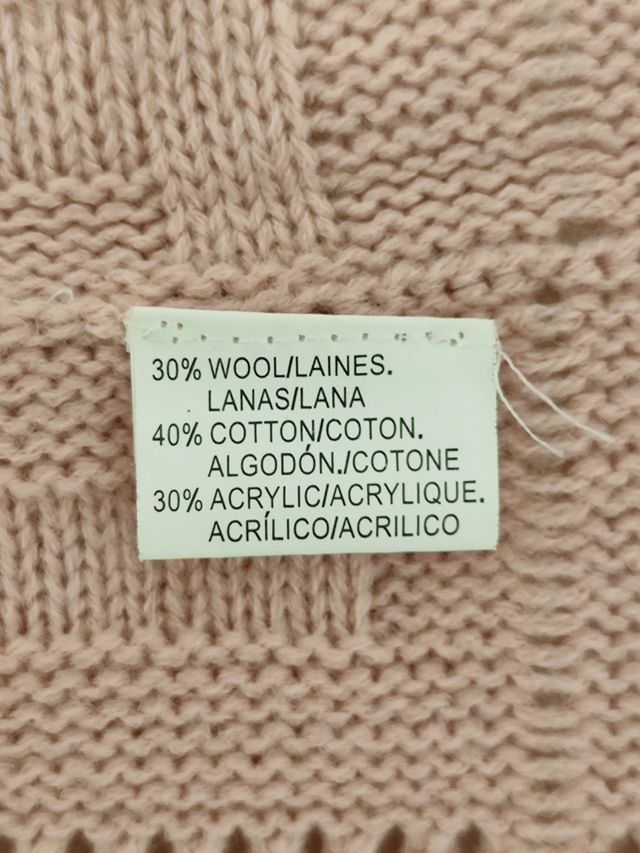 30% WOOL/LAINES.
LANAS/LANA
40% COTTON/COTON.
ALGODÓN./COTONE
30% ACRYLIC/ACRYLIQUE.
ACRÍLICO/ACRILICO